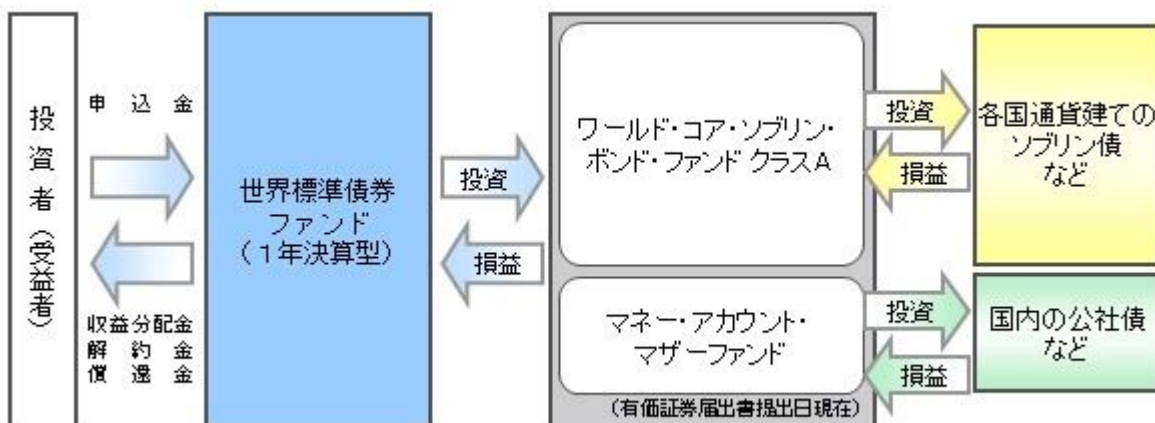 投資者（受益者）
申込金
収益分配金
解約金
償還金
世界標準債券
ファンド
（１年決算型）
投資
損益
ワールド・コア・ソブリン・
ボンド・ファンド クラスA
マネー・アカウント・
マザーファンド
（有価証券届出書提出日現在）
投資
損益
各国通貨建ての
ソブリン債
など
投資
損益
国内の公社債
など